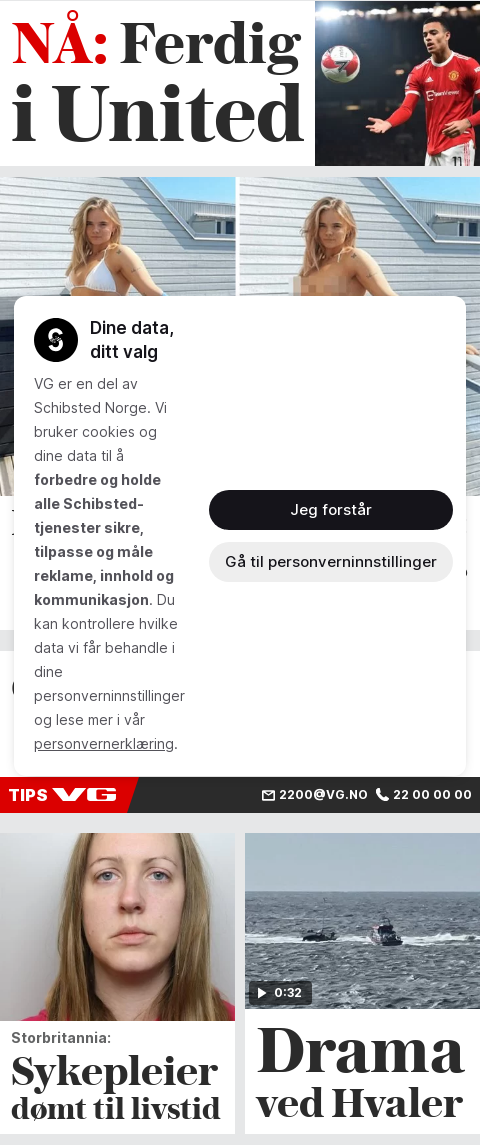 NÅ: Ferdig
i United
Dine data,
ditt valg
VG er en del av
Schibsted Norge. Vi
bruker cookies og
dine data til å
forbedre og holde
alle Schibsted-
tjenester sikre,
tilpasse og måle
reklame, innhold og
kommunikasjon. Du
kan kontrollere hvilke
data vi får behandle i
dine
personverninnstillinger
og lese mer i vår
personvernerklæring.
Jeg forstår
Gå til personverninnstillinger
TIPS VG 2200@VG.NO 22 00 00 00
0:32
Storbritannia:
Sykepleier
dømt til livstid
Drama
ved Hvaler